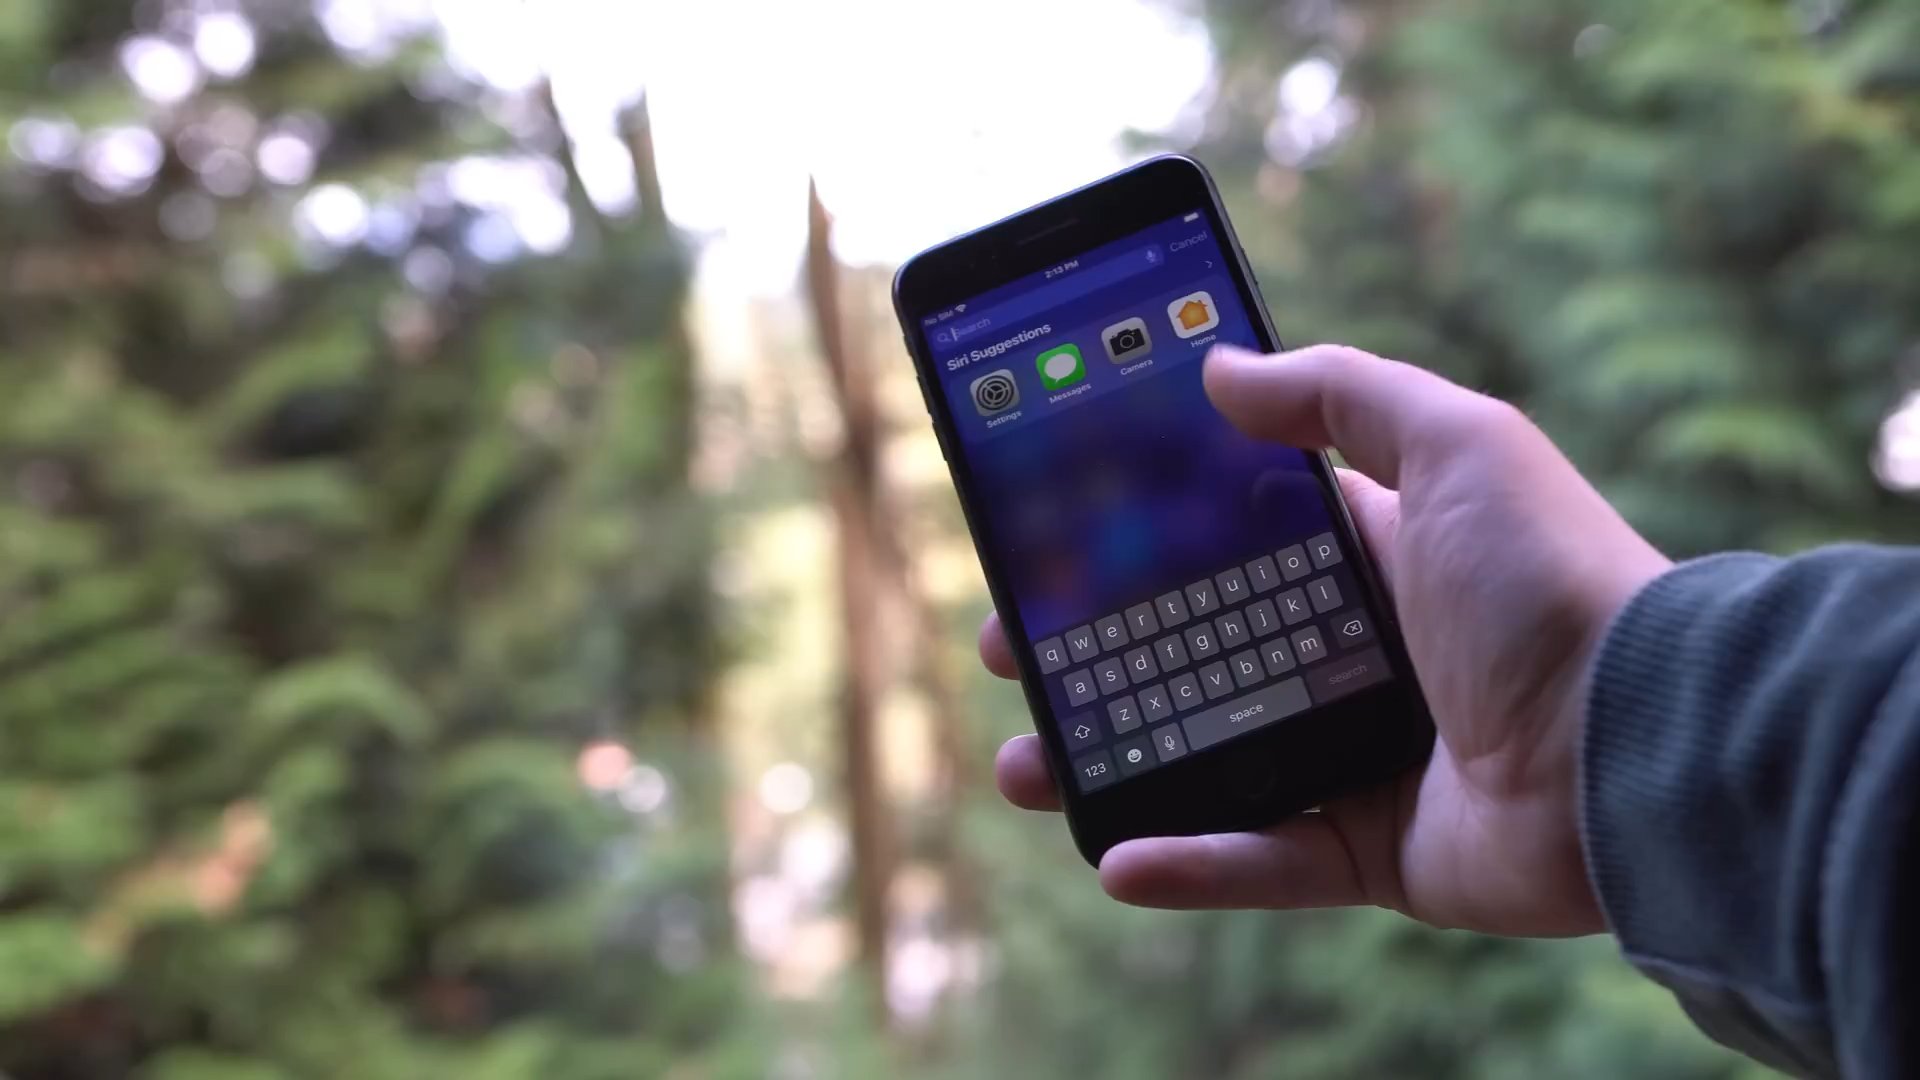 No SIM 2:13 PM
Search Cancel
Siri Suggestions
Settings Messages Camera Home
q w e r t y u i o p
a s d f g h j k l
z x c v b n m
123 space search